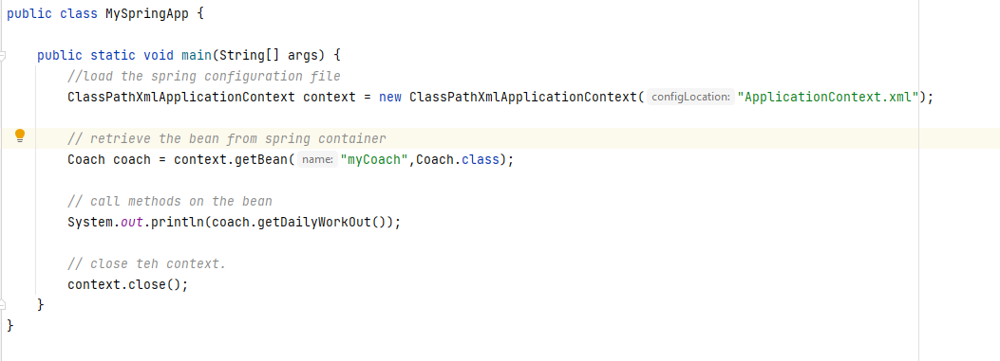 public class MySpringApp {
public static void main(String[] args) {
//load the spring configuration file
ClassPathXmlApplicationContext context = new ClassPathXmlApplicationContext( configLocation: "ApplicationContext.xml");
// retrieve the bean from spring container
Coach coach = context.getBean( name: "myCoach",Coach.class);
// call methods on the bean
System.out.println(coach.getDailyWorkOut());
// close teh context.
context.close();
}
}